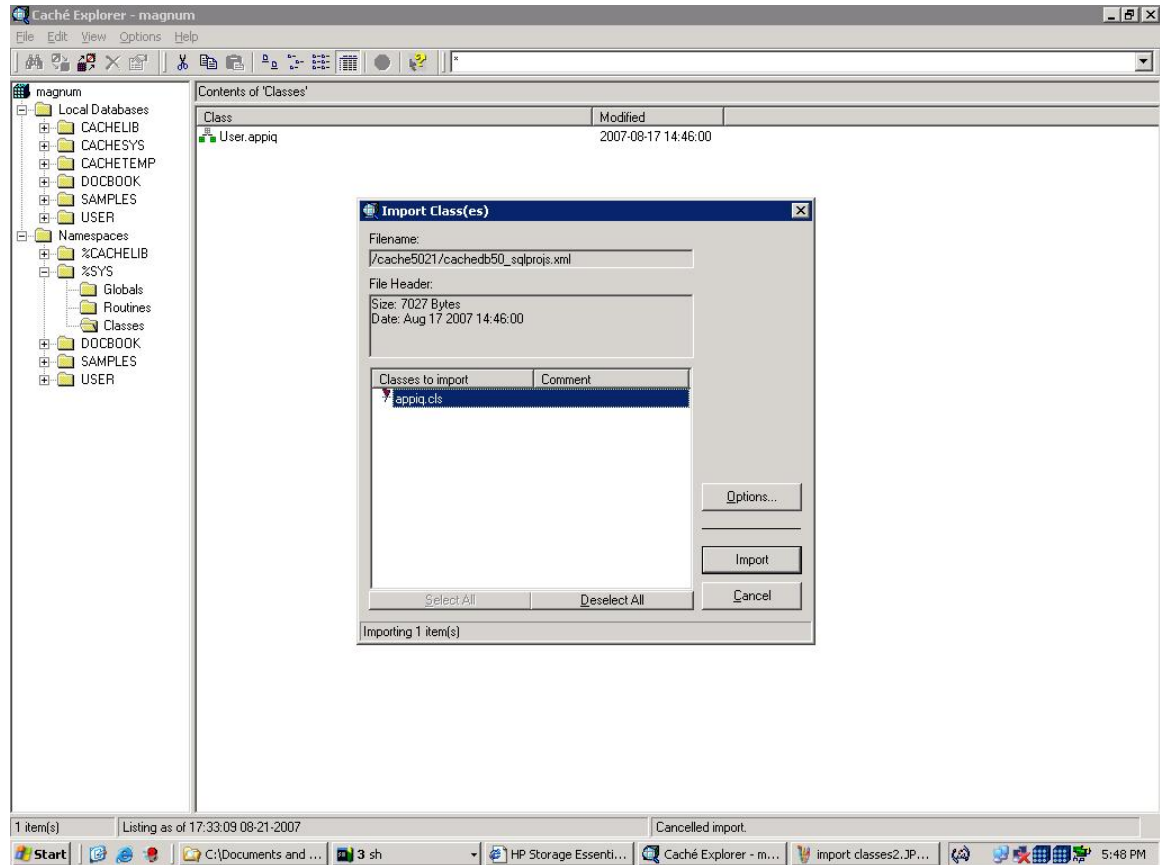 Caché Explorer - magnum
File Edit View Options Help
*
magnum
Local Databases
CACHELIB
CACHESYS
CACHETEMP
DOCBOOK
SAMPLES
USER
Namespaces
%CACHELIB
%SYS
Globals
Routines
Classes
DOCBOOK
SAMPLES
USER
Contents of 'Classes'
Class Modified
User.appiq 2007-08-17 14:46:00
Import Class(es)
Filename:
/cache5021/cachedb50_sqlprojs.xml
File Header:
Size: 7027 Bytes
Date: Aug 17 2007 14:46:00
Classes to import Comment
appiq.cls
Options...
Import
Select All Deselect All Cancel
Importing 1 item(s)
1 item(s) Listing as of 17:33:09 08-21-2007 Cancelled import.
Start C:\Documents and ... 3 sh HP Storage Essenti... Caché Explorer - m... import classes2.JP... 5:48 PM